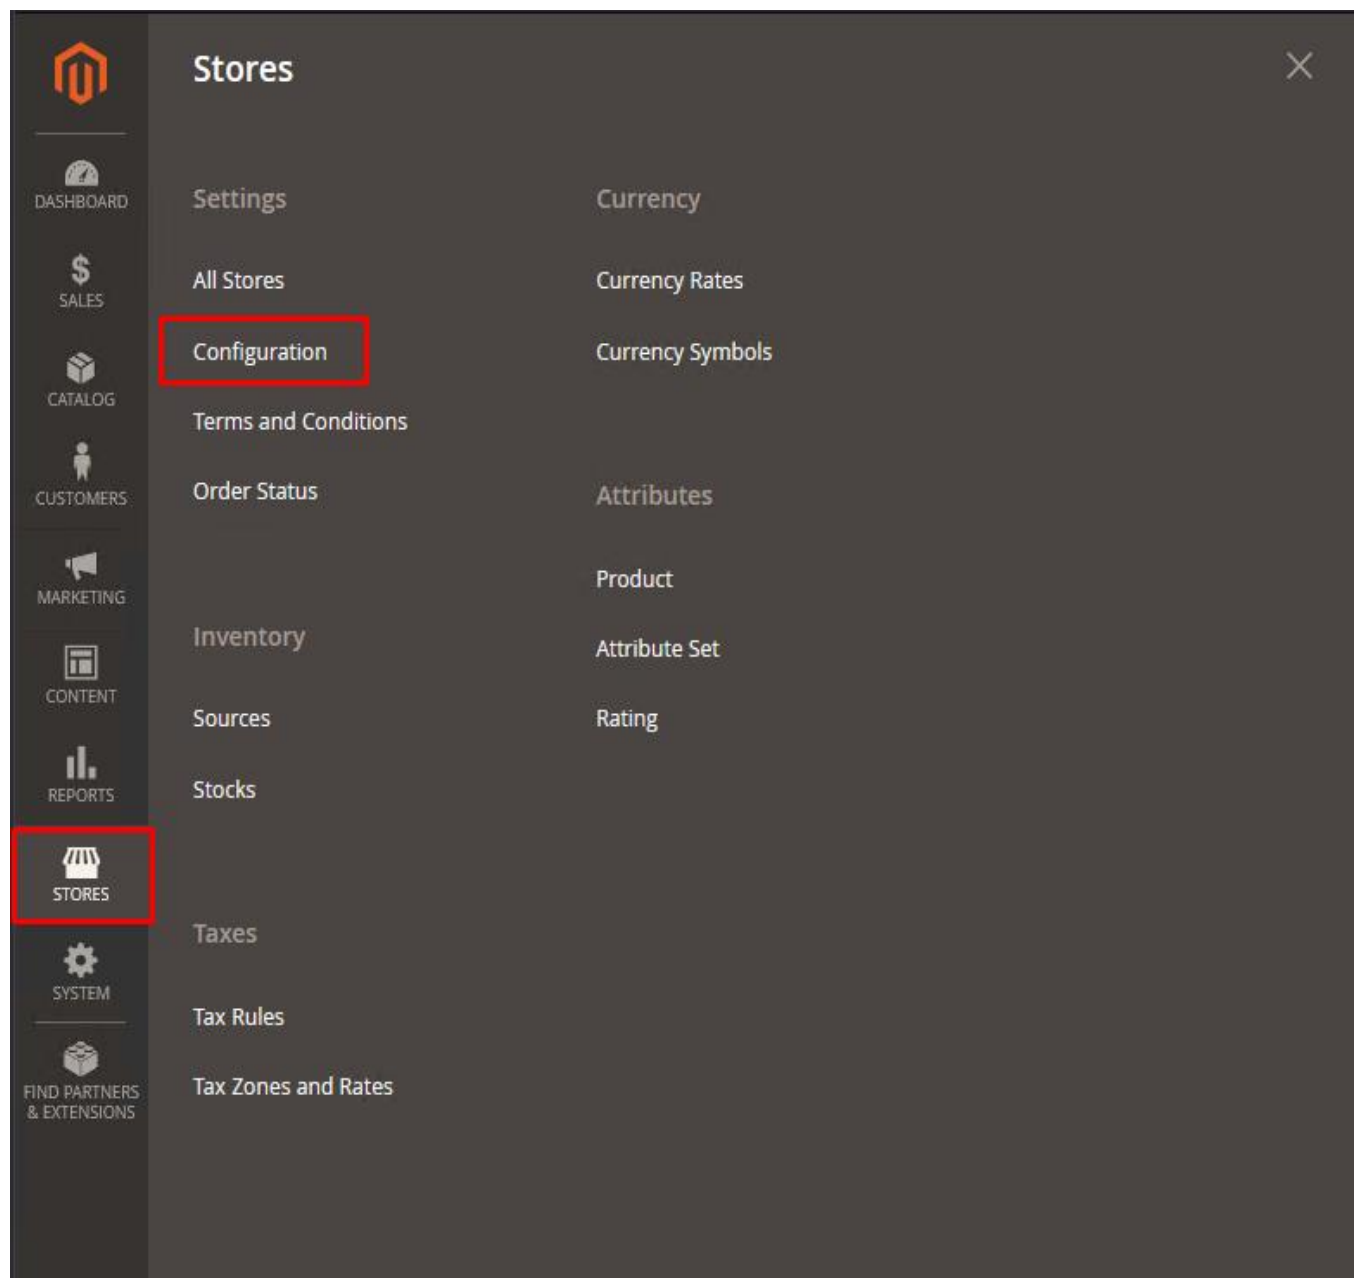 Stores
DASHBOARD
SALES
CATALOG
CUSTOMERS
MARKETING
CONTENT
REPORTS
STORES
SYSTEM
FIND PARTNERS
& EXTENSIONS
Settings
All Stores
Configuration
Terms and Conditions
Order Status
Inventory
Sources
Stocks
Taxes
Tax Rules
Tax Zones and Rates
Currency
Currency Rates
Currency Symbols
Attributes
Product
Attribute Set
Rating